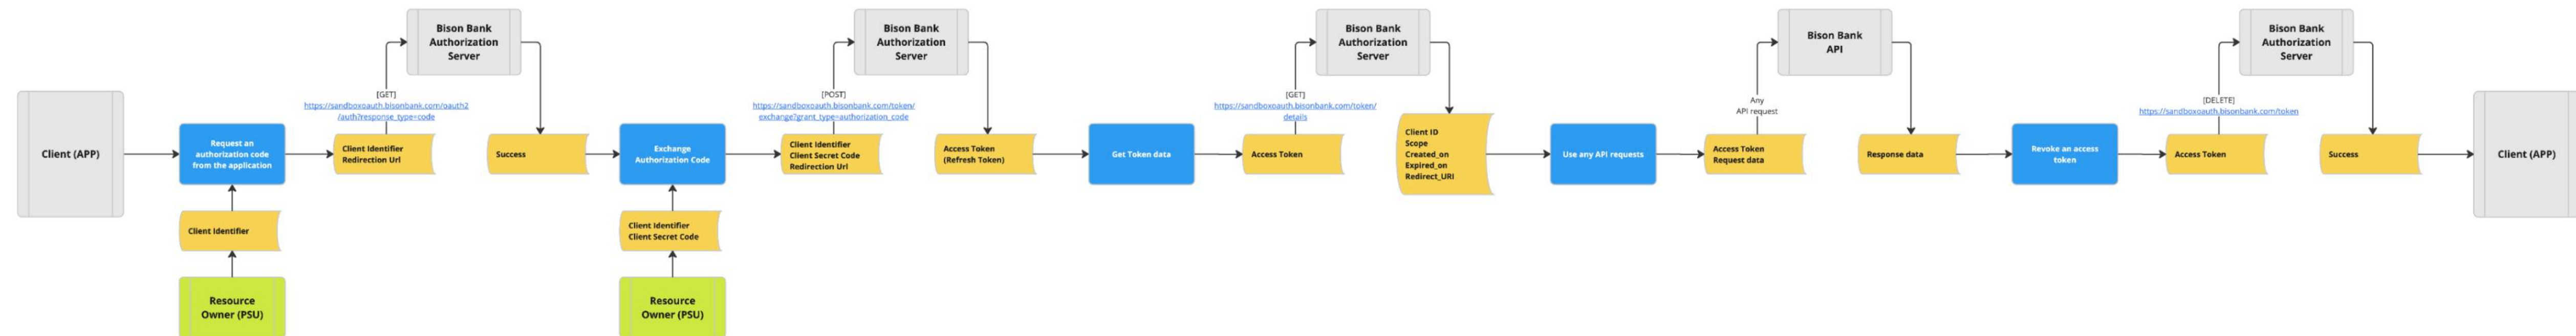 Client (APP)
Request an
authorization code
from the application
Client Identifier
Resource
Owner (PSU)
Client Identifier
Redirection Url
[GET]
https://sandboxoauth.bisonbank.com/oauth2
/auth?response_type=code
Bison Bank
Authorization
Server
Success
Exchange
Authorization Code
Client Identifier
Client Secret Code
Resource
Owner (PSU)
Client Identifier
Client Secret Code
Redirection Url
[POST]
https://sandboxoauth.bisonbank.com/token/
exchange?grant_type=authorization_code
Bison Bank
Authorization
Server
Access Token
(Refresh Token)
Get Token data
Access Token
[GET]
https://sandboxoauth.bisonbank.com/token/
details
Bison Bank
Authorization
Server
Client ID
Scope
Created_on
Expired_on
Redirect_URI
Use any API requests
Access Token
Request data
Any
API request
Bison Bank
API
Response data
Revoke an access
token
Access Token
[DELETE]
https://sandboxoauth.bisonbank.com/token
Bison Bank
Authorization
Server
Success
Client (APP)